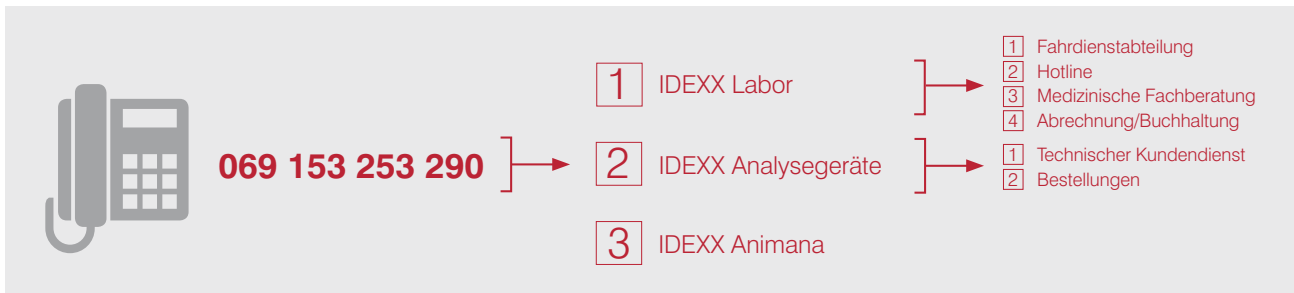 069 153 253 290
1 IDEXX Labor
1 Fahrdienstabteilung
2 Hotline
3 Medizinische Fachberatung
4 Abrechnung/Buchhaltung
2 IDEXX Analysegeräte
1 Technischer Kundendienst
2 Bestellungen
3 IDEXX Animana